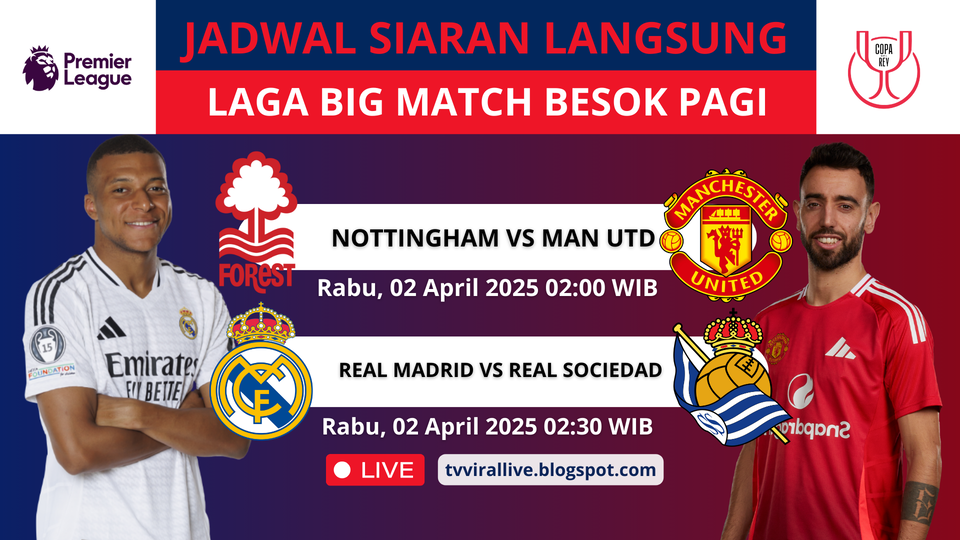 JADWAL SIARAN LANGSUNG
LAGA BIG MATCH BESOK PAGI
Premier
League
COPA
REY
FOREST
NOTTINGHAM VS MAN UTD
MANCHESTER
UNITED
Rabu, 02 April 2025 02:00 WIB
REAL MADRID VS REAL SOCIEDAD
Rabu, 02 April 2025 02:30 WIB
LIVE
tvvirallive.blogspot.com
15
FOUNDATION
Emirates
FLY BETTER
Snapdragon